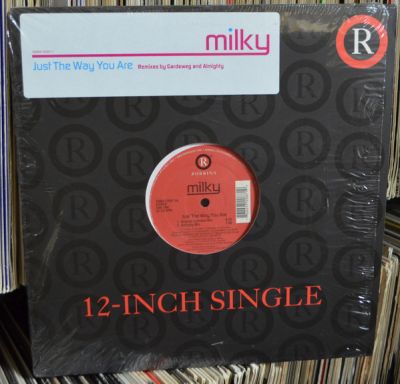 milky
Just The Way You Are Remixes by Gardeweg and Almighty
R
R
ROBBINS
milky
Just The Way You Are
12-INCH SINGLE